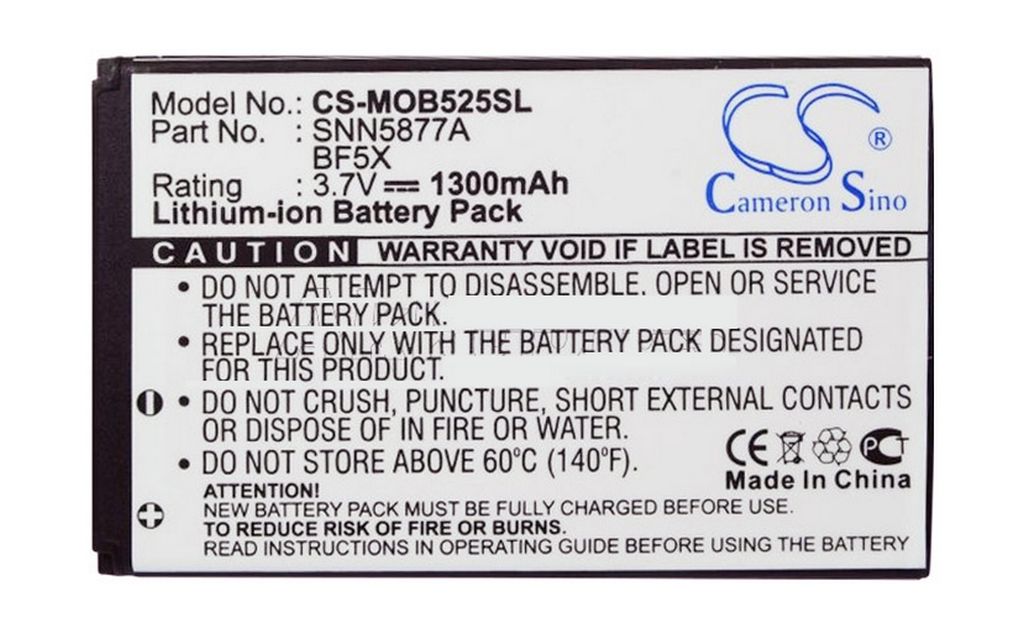 Model No.: CS-MOB525SL
Part No. : SNN5877A
BF5X
Rating : 3.7V 1300mAh
Lithium-ion Battery Pack
CS ®
Cameron Sino
CAUTION WARRANTY VOID IF LABEL IS REMOVED
• DO NOT ATTEMPT TO DISASSEMBLE. OPEN OR SERVICE
THE BATTERY PACK.
• REPLACE ONLY WITH THE BATTERY PACK DESIGNATED
FOR THIS PRODUCT.
• DO NOT CRUSH, PUNCTURE, SHORT EXTERNAL CONTACTS
OR DISPOSE OF IN FIRE OR WATER.
• DO NOT STORE ABOVE 60°C (140°F).
CE PCT
Made In China
ATTENTION!
NEW BATTERY PACK MUST BE FULLY CHARGED BEFORE USE.
TO REDUCE RISK OF FIRE OR BURNS.
READ INSTRUCTIONS IN OPERATING GUIDE BEFORE USING THE BATTERY